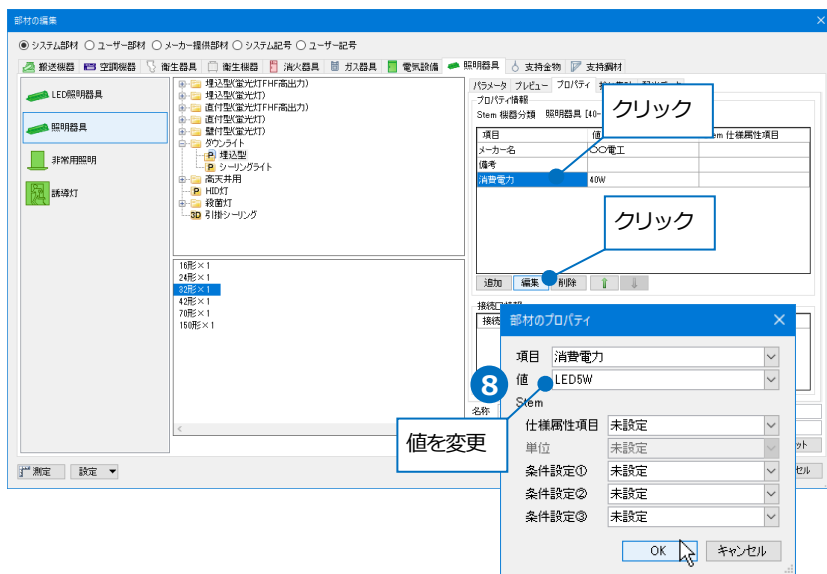 部材の編集
システム部材 ユーザー部材 メーカー提供部材 システム記号 ユーザー記号
搬送機器 空調機器 衛生器具 衛生機器 消火器具 ガス器具 電気設備 照明器具 支持金物 支持鋼材
LED照明器具
照明器具
非常用照明
誘導灯
埋込型(蛍光灯FHF高出力)
埋込型(蛍光灯)
直付型(蛍光灯FHF高出力)
直付型(蛍光灯)
壁付型(蛍光灯)
ダウンライト
埋込型
シーリングライト
高天井用
HID灯
殺菌灯
3D 引掛シーリング
16形×1
24形×1
32形×1
42形×1
70形×1
150形×1
パラメータ プレビュー プロパティ
プロパティ情報
Stem 機器分類 照明器具 [40-
クリック
項目 値 Stem 仕様属性項目
メーカー名 〇〇電工
備考
消費電力 40W
クリック
追加 編集 削除
部材のプロパティ
項目 消費電力
8 値 LED5W
Stem
名称
値を変更
仕様属性項目 未設定
単位 未設定
条件設定① 未設定
条件設定② 未設定
条件設定③ 未設定
OK キャンセル
測定 設定